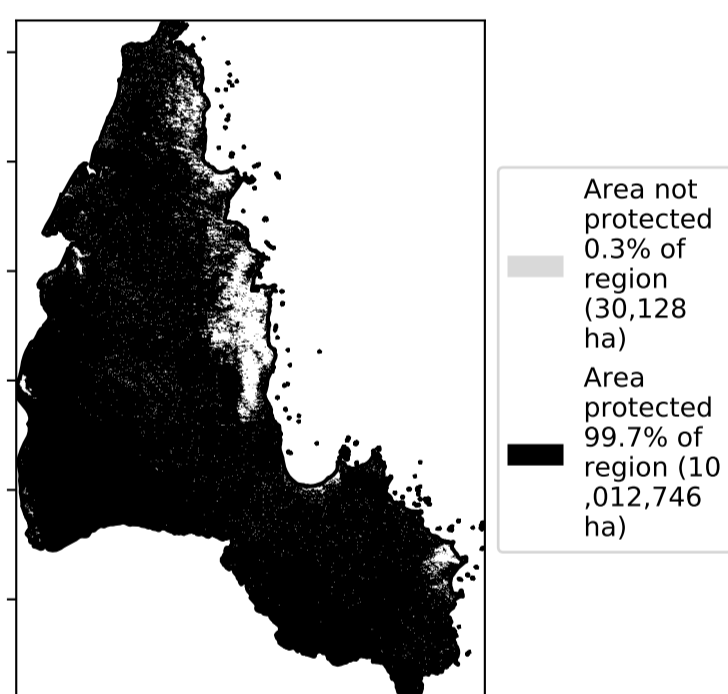 Area not
protected
0.3% of
region
(30,128
ha)
Area
protected
99.7% of
region (10
,012,746
ha)